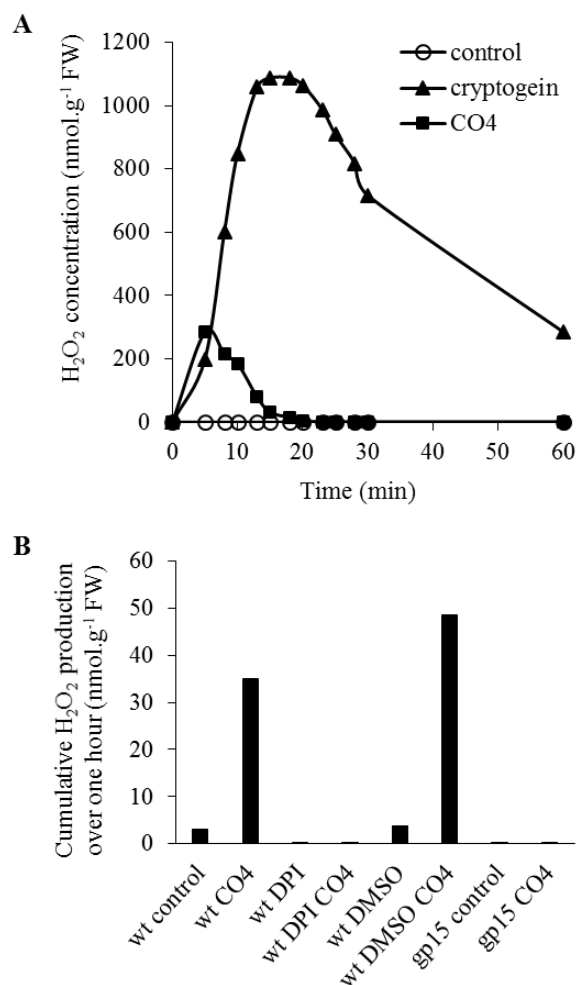 A
H₂O₂ concentration (nmol.g⁻¹ FW)
1200
1000
800
600
400
200
0
control
cryptogein
CO4
0 10 20 30 40 50 60
Time (min)
B
Cumulative H₂O₂ production
over one hour (nmol.g⁻¹ FW)
60
50
40
30
20
10
0
wt control
wt CO4
wt DPI
wt DPI CO4
wt DMSO
wt DMSO CO4
gp15 control
gp15 CO4